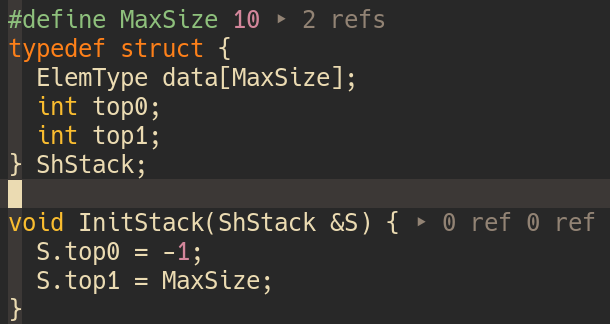 #define MaxSize 10 ▸ 2 refs
typedef struct {
  ElemType data[MaxSize];
  int top0;
  int top1;
} ShStack;

void InitStack(ShStack &S) { ▸ 0 ref 0 ref
  S.top0 = -1;
  S.top1 = MaxSize;
}